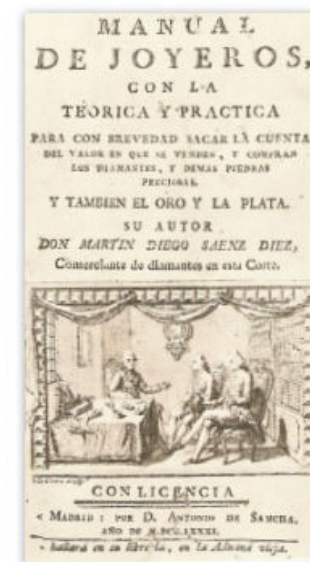 MANUAL
DE JOYEROS,
CON LA
TEORICA Y PRACTICA
PARA CON BREVEDAD SACAR LA CUENTA
DEL VALOR EN QUE SE VENDEN, Y COMPRAN
LOS DIAMANTES, Y DEMAS PIEDRAS
PRECIOSAS,
Y TAMBIEN EL ORO Y LA PLATA.
SU AUTOR
DON MARTIN DIEGO SAENZ DIEZ,
Comerciante de diamantes en esta Corte.
CON LICENCIA
MADRID: POR D. ANTONIO DE SANCHA,
AÑO DE M.DCC.LXXXI.
hallará en su librería, en la Aduana vieja.